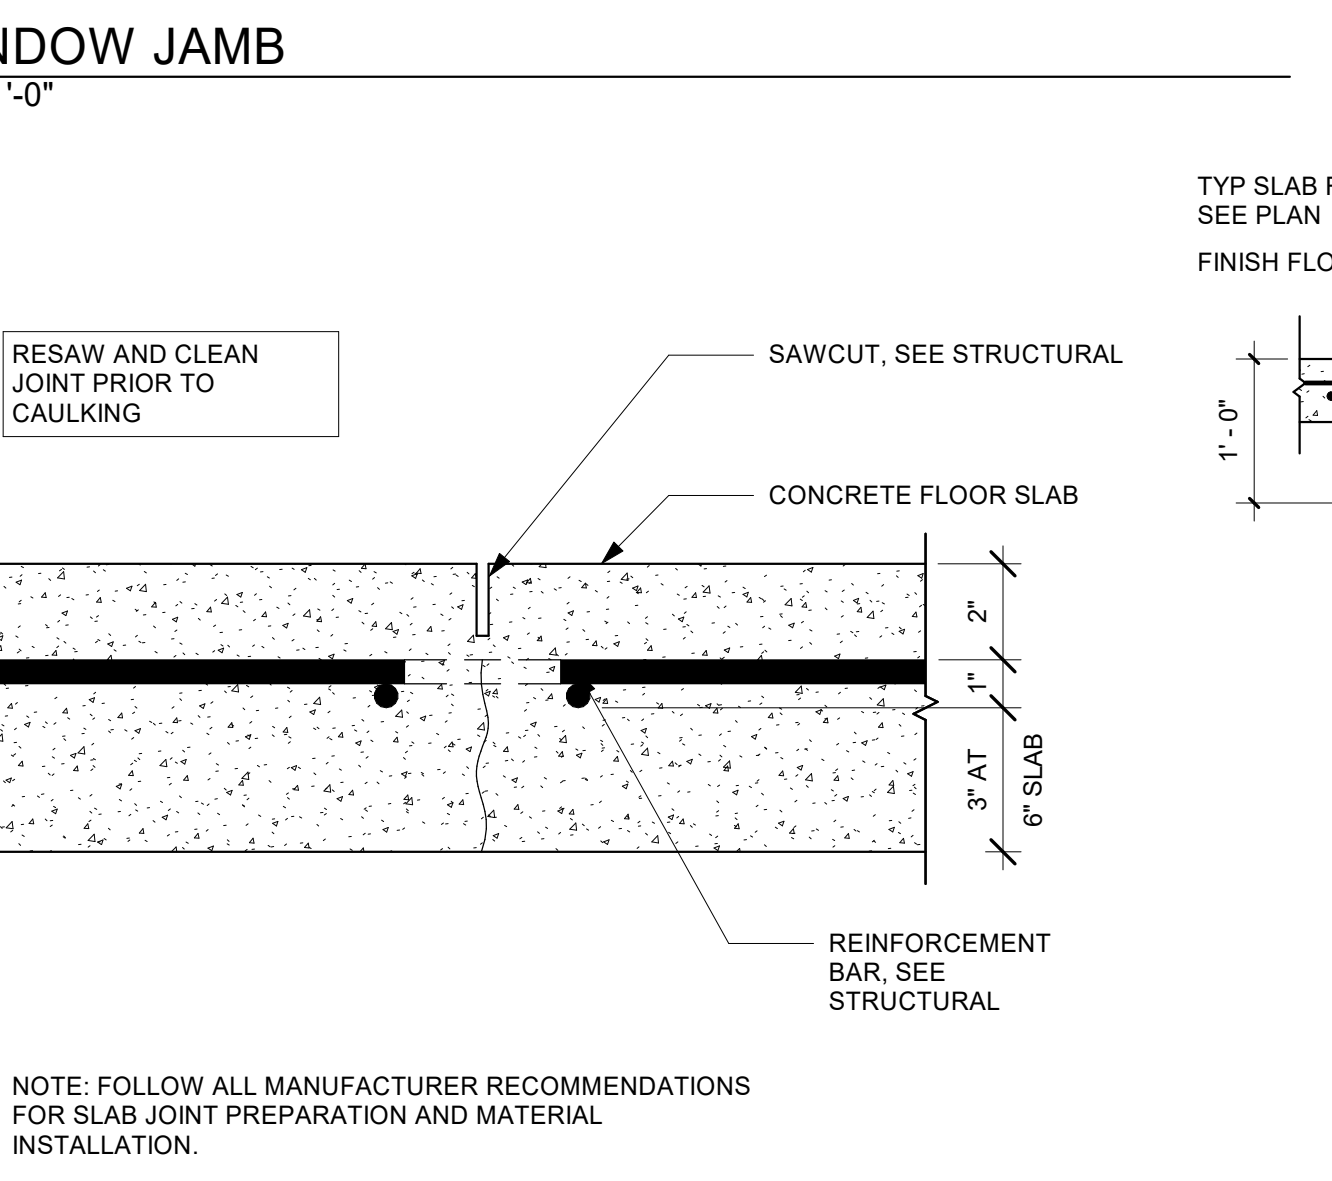 NDOW JAMB
'-0"
TYP SLAB
SEE PLAN
FINISH FLO
RESAW AND CLEAN
JOINT PRIOR TO
CAULKING
SAWCUT, SEE STRUCTURAL
CONCRETE FLOOR SLAB
1' - 0"
2"
1"
3" AT
6" SLAB
REINFORCEMENT
BAR, SEE
STRUCTURAL
NOTE: FOLLOW ALL MANUFACTURER RECOMMENDATIONS
FOR SLAB JOINT PREPARATION AND MATERIAL
INSTALLATION.